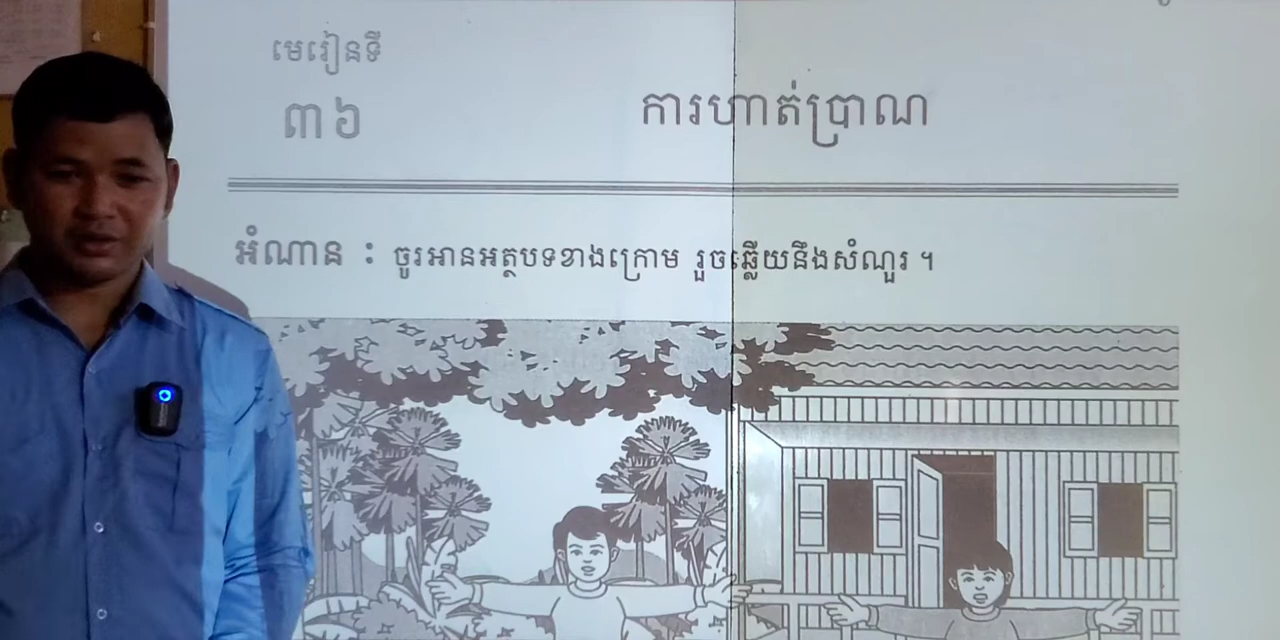 មេរៀនទី
៣៦
ការហាត់ប្រាណ
អំណាន ៖ ចូរអានអត្ថបទខាងក្រោម រួចឆ្លើយនឹងសំណួរ ។